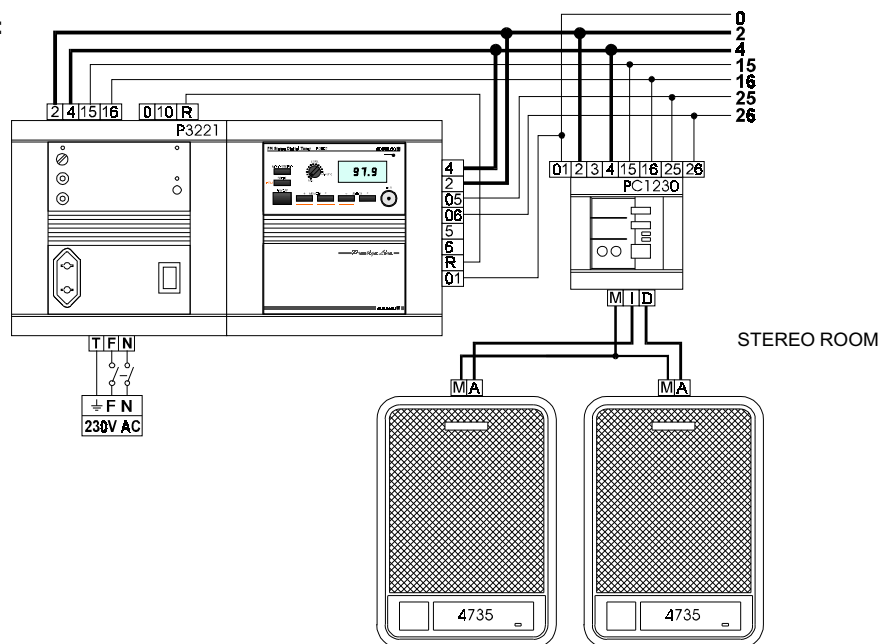 :
0
2
4
15
16
25
26
2 4 15 16 0 10 R
P3221
97.9
4
2
05
06
5
6
R
01
01 2 3 4 15 16 25 26
PC1230
M I D
STEREO ROOM
T F N
F N
230V AC
M A M A
4735 4735